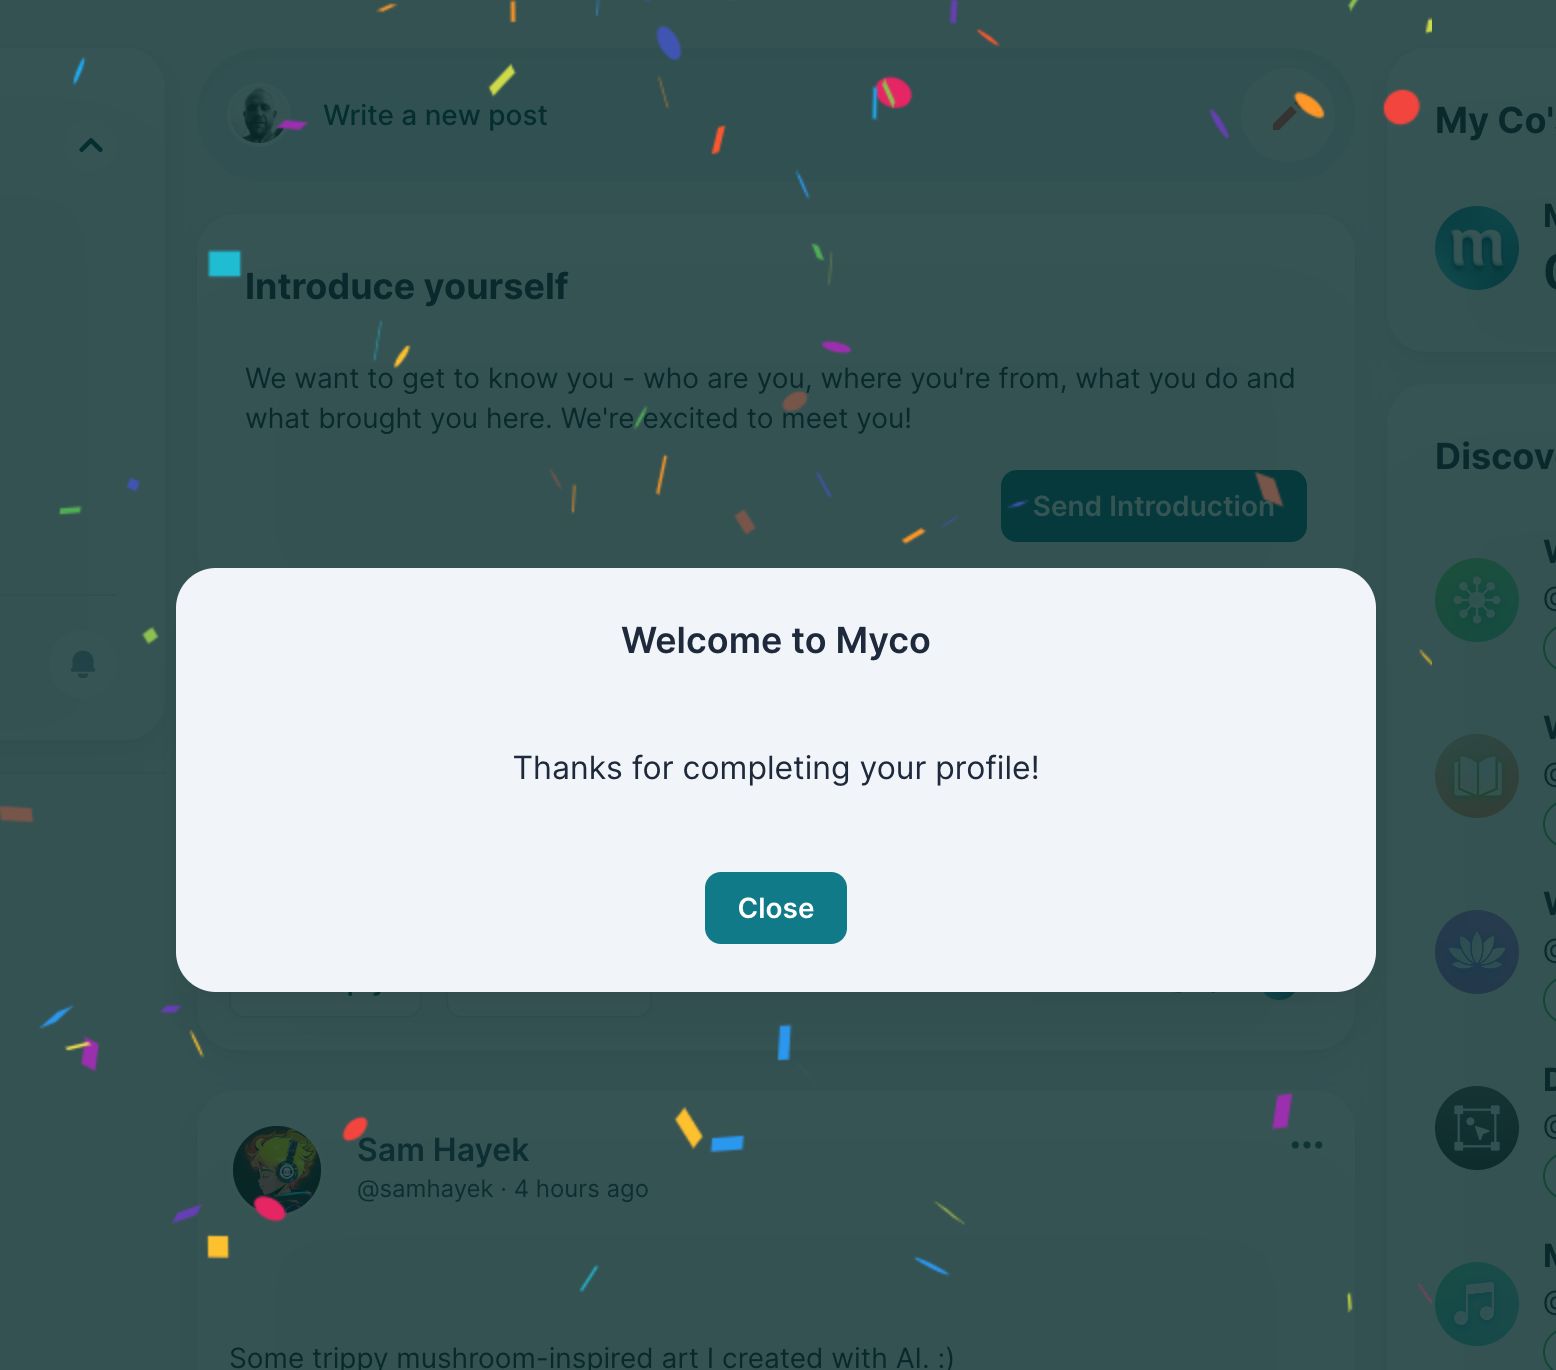 Write a new post
My Co'
m
Introduce yourself
We want to get to know you - who are you, where you're from, what you do and
what brought you here. We're excited to meet you!
Send Introduction
Discov
Welcome to Myco
Thanks for completing your profile!
Close
Sam Hayek
@samhayek · 4 hours ago
Some trippy mushroom-inspired art I created with AI. :)